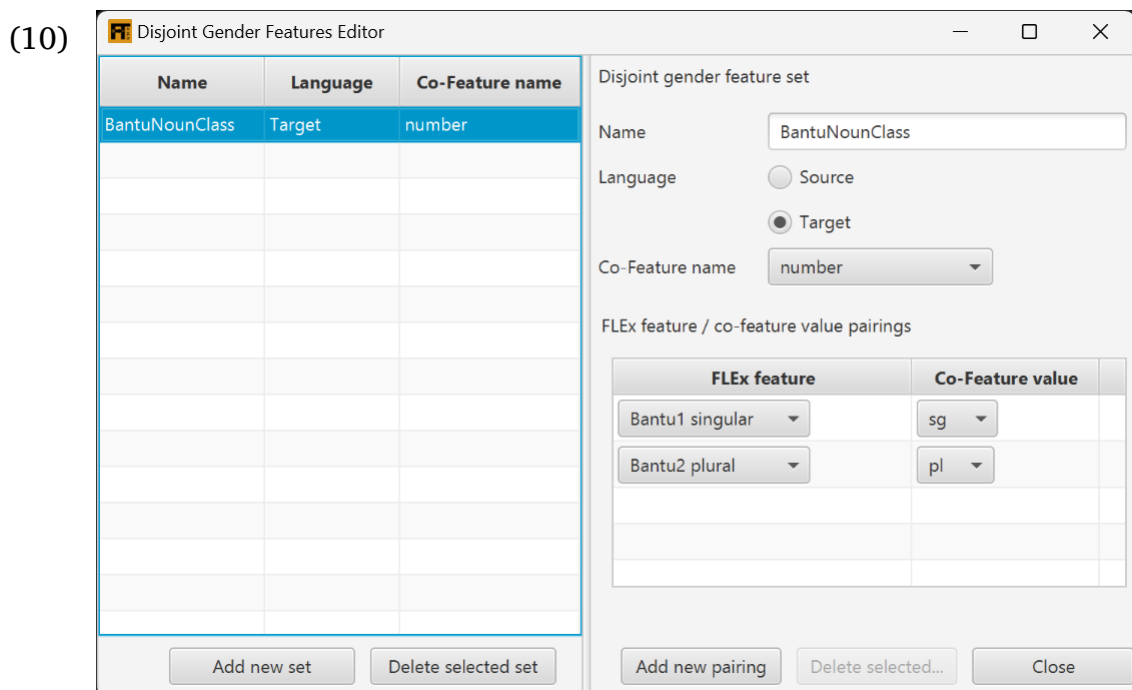 (10)
Disjoint Gender Features Editor
Name Language Co-Feature name
BantuNounClass Target number
Disjoint gender feature set
Name BantuNounClass
Language Source
Target
Co-Feature name number
FLEx feature / co-feature value pairings
FLEx feature Co-Feature value
Bantu1 singular sg
Bantu2 plural pl
Add new set Delete selected set Add new pairing Delete selected... Close